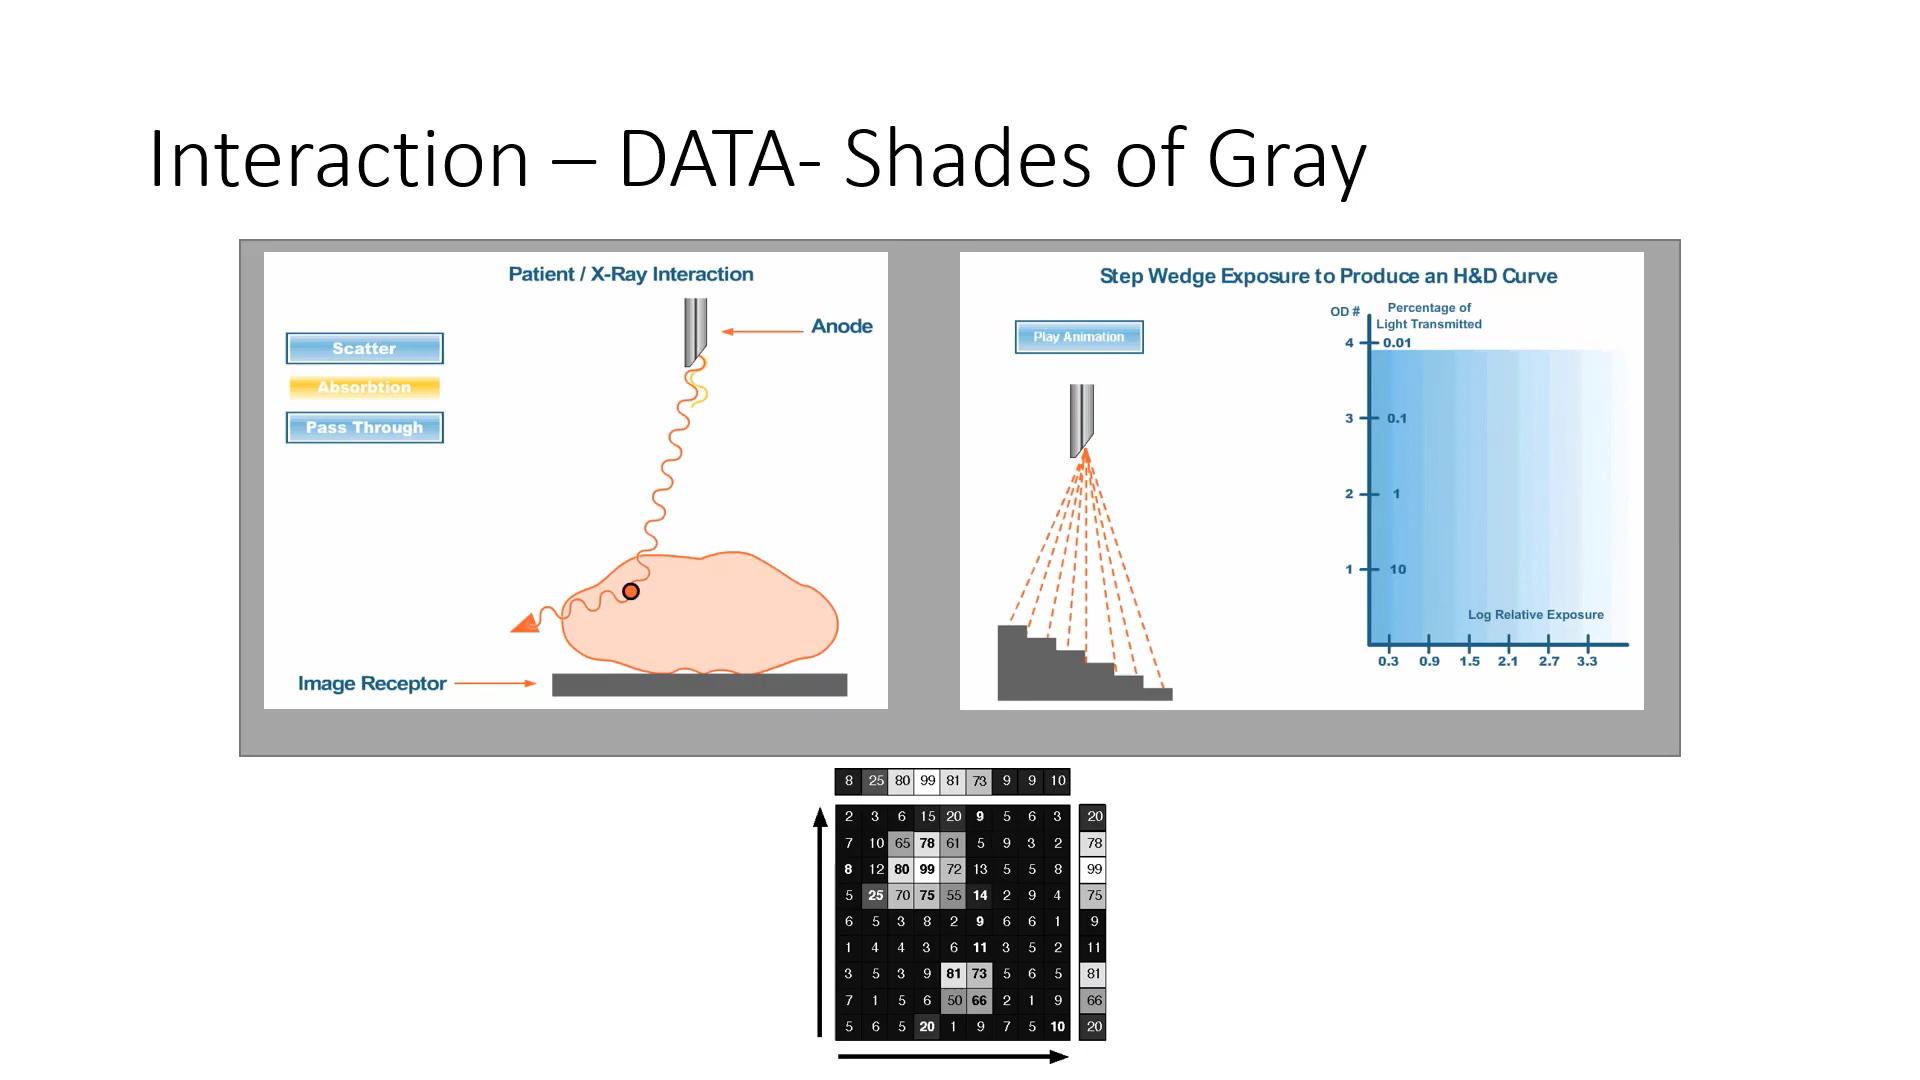 Interaction – DATA- Shades of Gray
Patient / X-Ray Interaction
Anode
Scatter
Absorbtion
Pass Through
Image Receptor
Step Wedge Exposure to Produce an H&D Curve
Play Animation
OD #
Percentage of
Light Transmitted
4 0.01
3 0.1
2 1
1 10
Log Relative Exposure
0.3 0.9 1.5 2.1 2.7 3.3
8 25 80 99 81 73 9 9 10
2 3 6 15 20 9 5 6 3 20
7 10 65 78 61 5 9 3 2 78
8 12 80 99 72 13 5 5 8 99
5 25 70 75 55 14 2 9 4 75
6 5 3 8 2 9 6 6 1 9
1 4 4 3 6 11 3 5 2 11
3 5 3 9 81 73 5 6 5 81
7 1 5 6 50 66 2 1 9 66
5 6 5 20 1 9 7 5 10 20